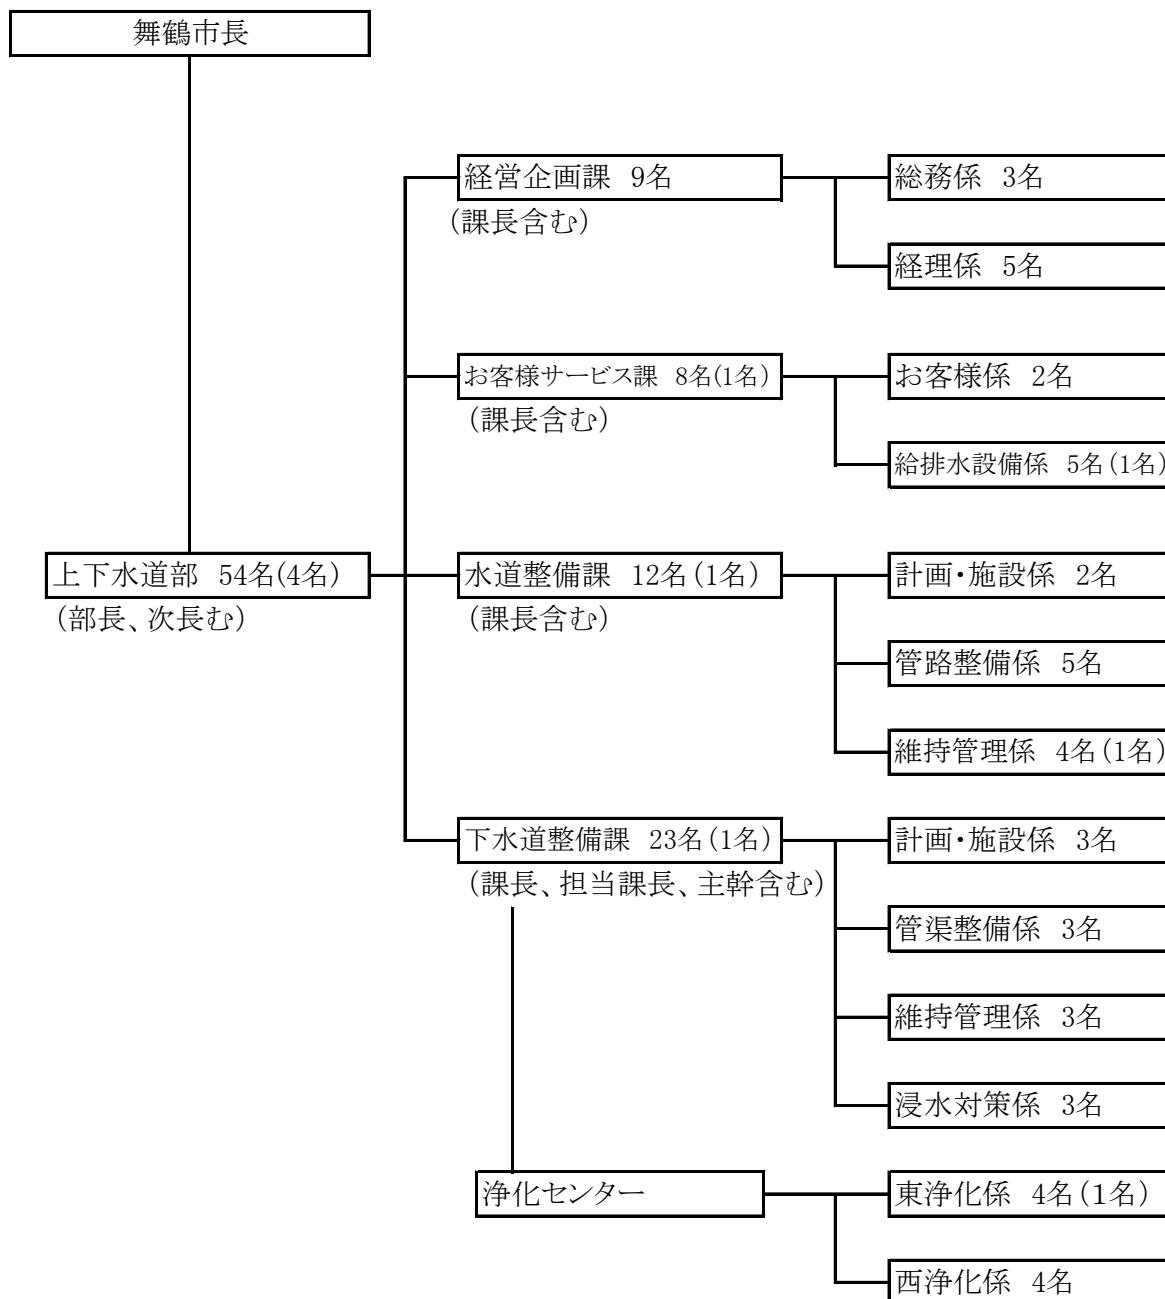 舞鶴市長
経営企画課 9名
(課長含む)
総務係 3名
経理係 5名
お客様サービス課 8名(1名)
(課長含む)
お客様係 2名
給排水設備係 5名(1名)
上下水道部 54名(4名)
(部長、次長む)
水道整備課 12名(1名)
(課長含む)
計画・施設係 2名
管路整備係 5名
維持管理係 4名(1名)
下水道整備課 23名(1名)
(課長、担当課長、主幹含む)
計画・施設係 3名
管渠整備係 3名
維持管理係 3名
浸水対策係 3名
浄化センター
東浄化係 4名(1名)
西浄化係 4名